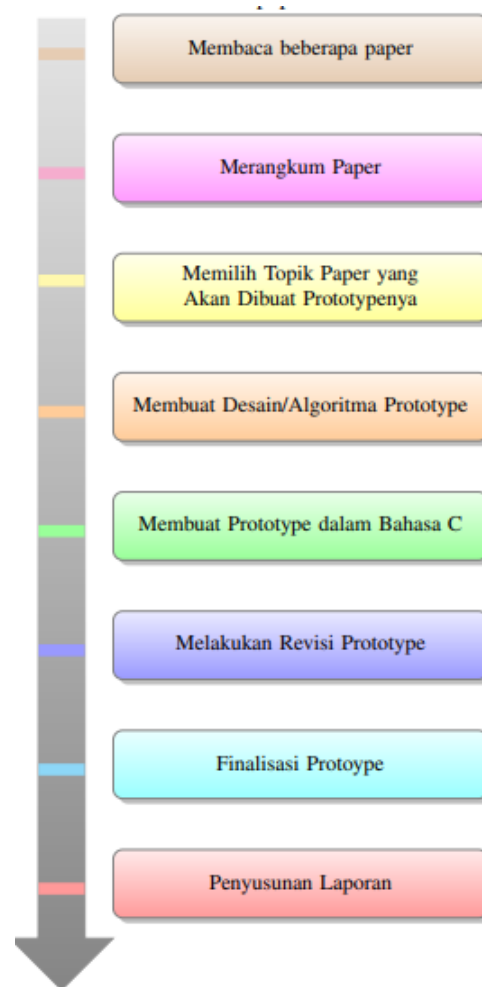 Membaca beberapa paper
Merangkum Paper
Memilih Topik Paper yang
Akan Dibuat Prototypenya
Membuat Desain/Algoritma Prototype
Membuat Prototype dalam Bahasa C
Melakukan Revisi Prototype
Finalisasi Protoype
Penyusunan Laporan